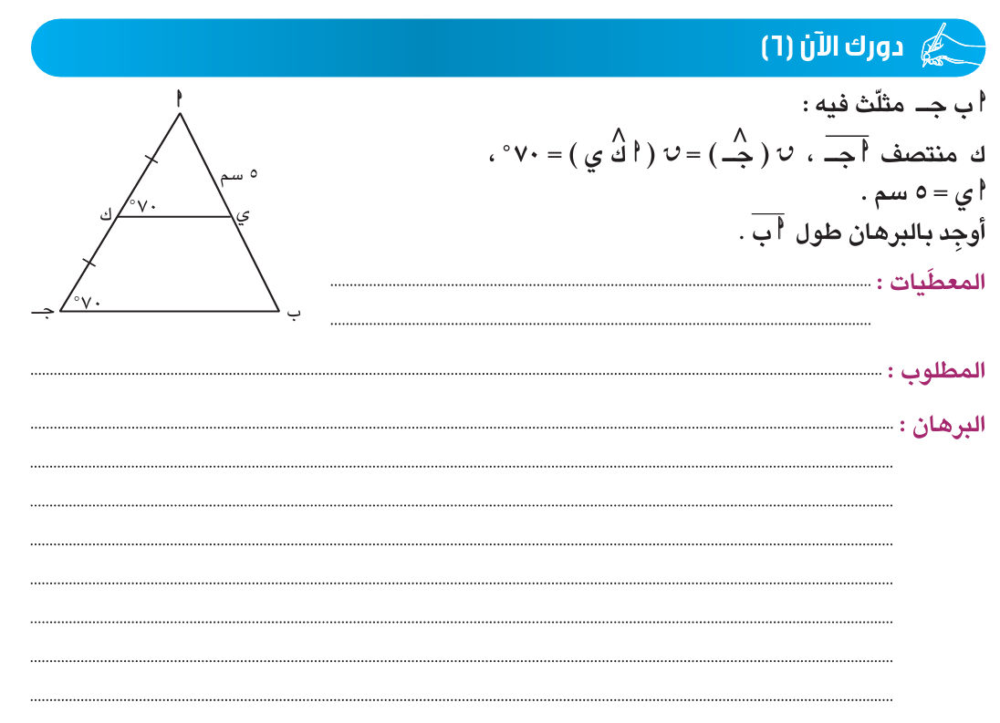 دورك الآن (٦)
أ ب جـ مثلّث فيه :
ك منتصف أ جـ ، ن ( جـ ) = ن ( أ ك ي ) = ٧٠° ،
أ ي = ٥ سم .
أوجِد بالبرهان طول أ ب .
أ
٥ سم
٧٠°
ك
ي
٧٠°
جـ
ب
المعطَيات :
المطلوب :
البرهان :